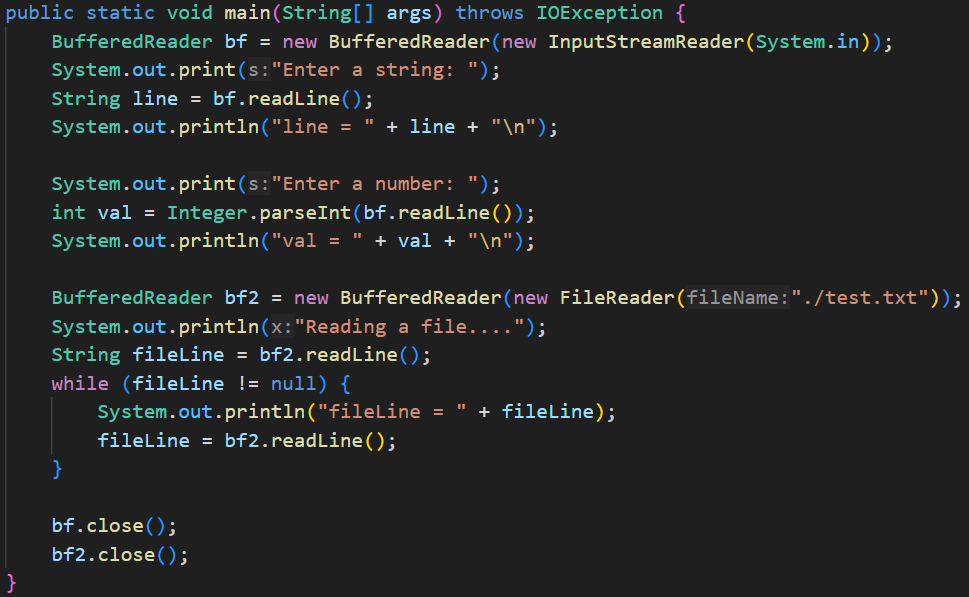 public static void main(String[] args) throws IOException {
    BufferedReader bf = new BufferedReader(new InputStreamReader(System.in));
    System.out.print(s:"Enter a string: ");
    String line = bf.readLine();
    System.out.println("line = " + line + "\n");

    System.out.print(s:"Enter a number: ");
    int val = Integer.parseInt(bf.readLine());
    System.out.println("val = " + val + "\n");

    BufferedReader bf2 = new BufferedReader(new FileReader(fileName:"./test.txt"));
    System.out.println(x:"Reading a file....");
    String fileLine = bf2.readLine();
    while (fileLine != null) {
        System.out.println("fileLine = " + fileLine);
        fileLine = bf2.readLine();
    }

    bf.close();
    bf2.close();
}